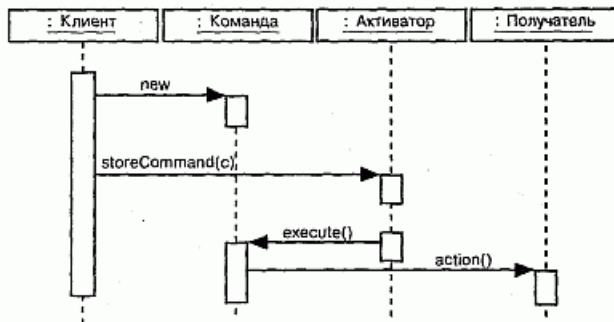 : Клиент
: Команда
: Активатор
: Получатель
new
storeCommand(c)
execute()
action()